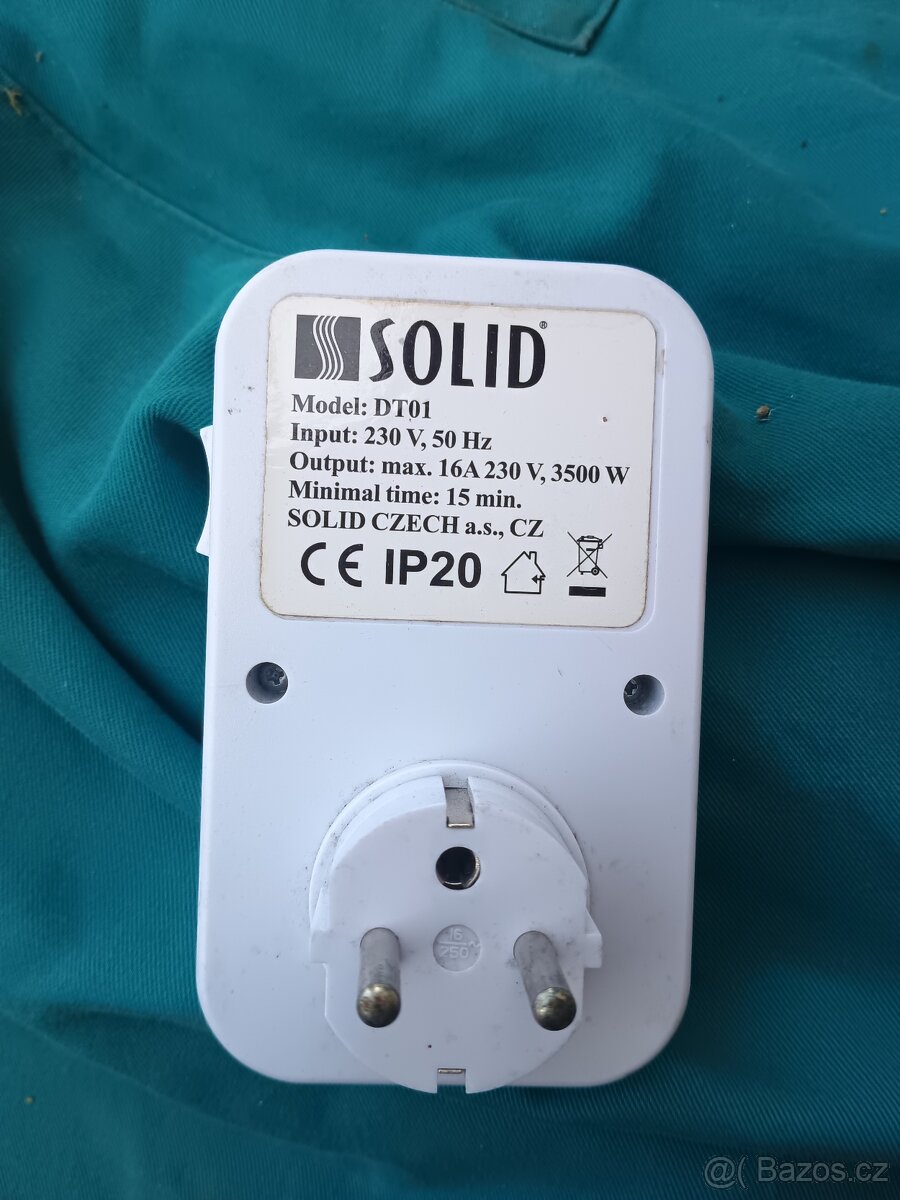 SOLID®
Model: DT01
Input: 230 V, 50 Hz
Output: max. 16A 230 V, 3500 W
Minimal time: 15 min.
SOLID CZECH a.s., CZ
CE IP20
16
250 ~
@( Bazos.cz